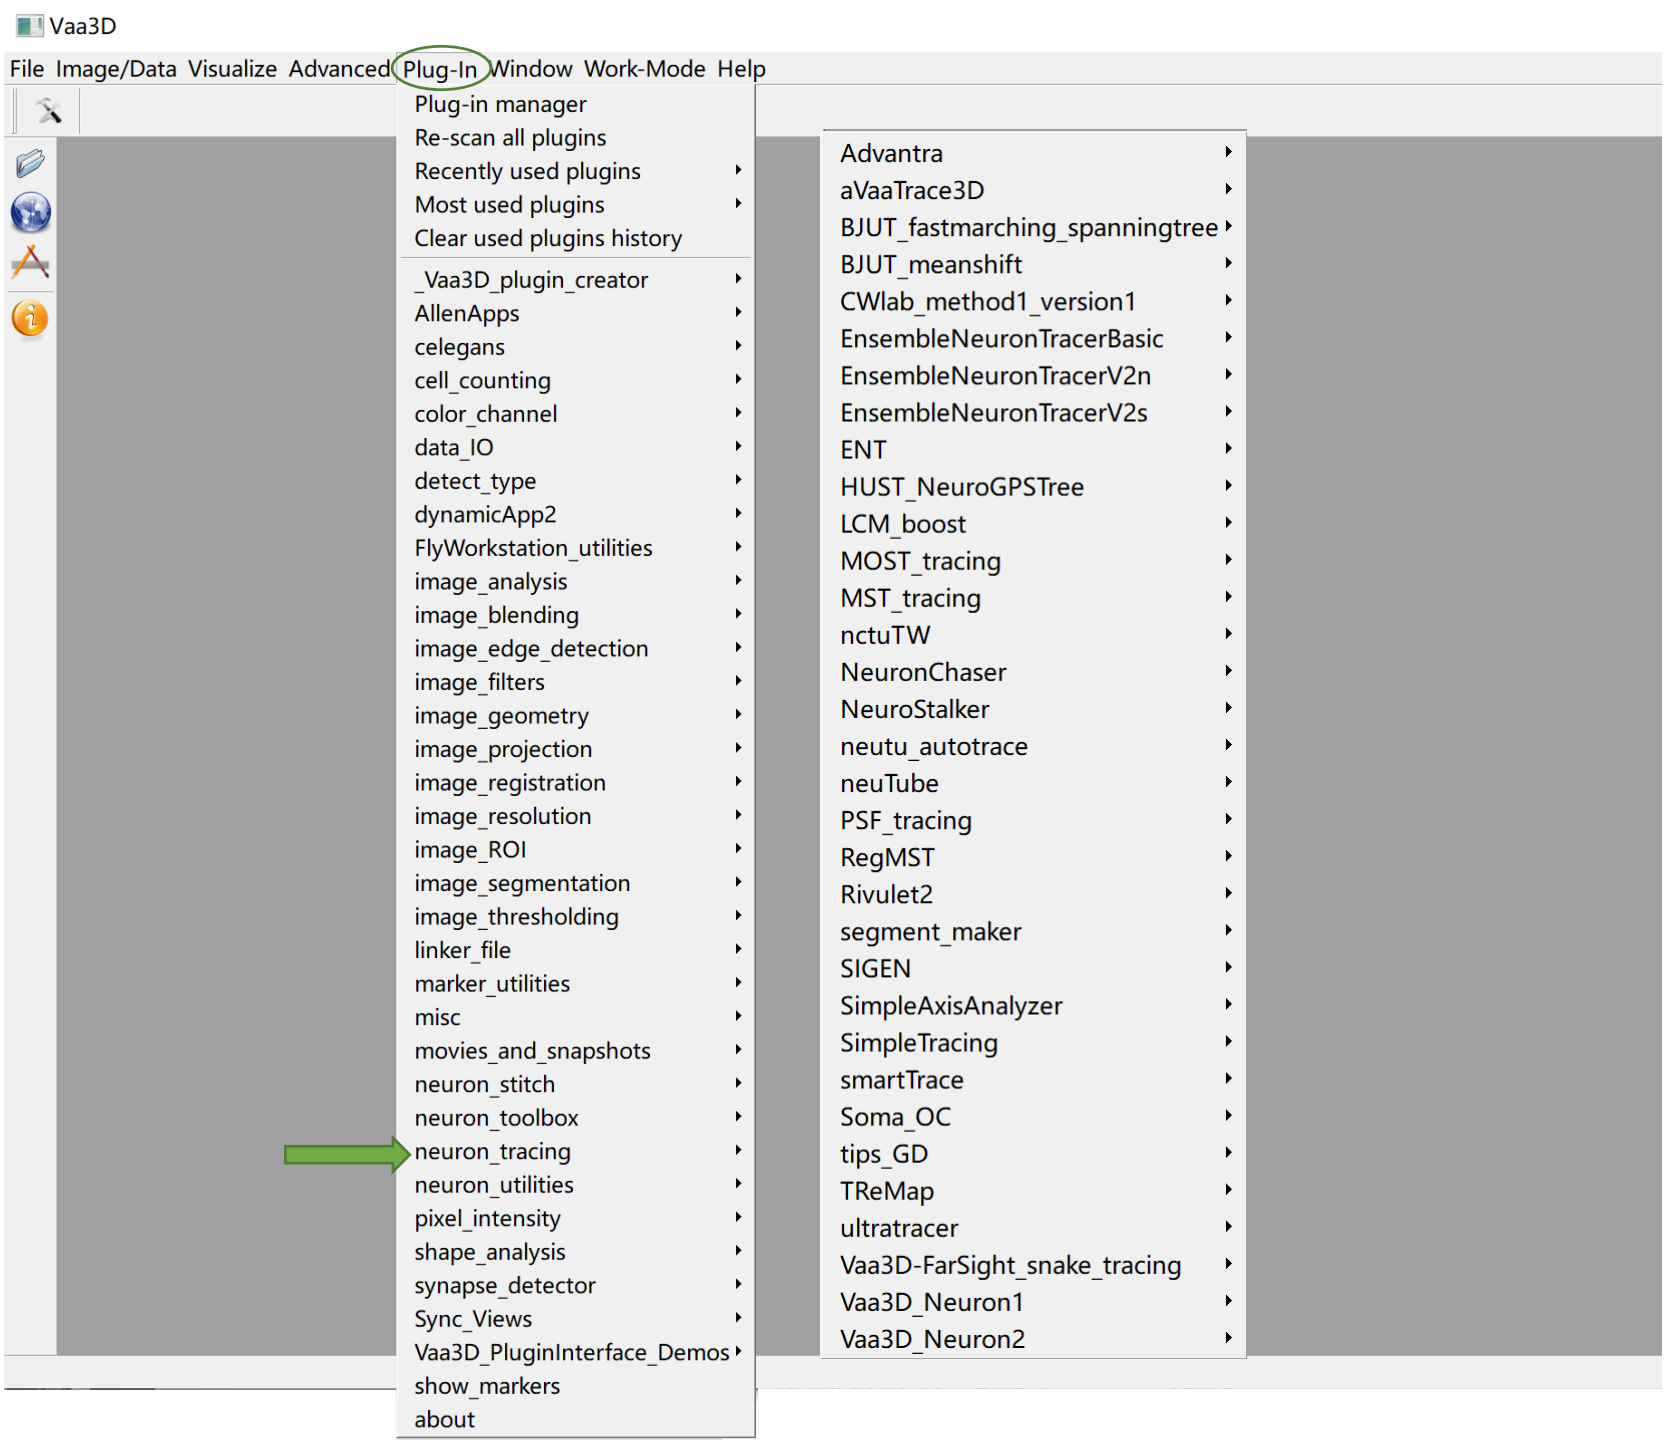 Vaa3D
File Image/Data Visualize Advanced Plug-In Window Work-Mode Help
Plug-in manager
Re-scan all plugins
Recently used plugins
Most used plugins
Clear used plugins history
_Vaa3D_plugin_creator
AllenApps
celegans
cell_counting
color_channel
data_IO
detect_type
dynamicApp2
FlyWorkstation_utilities
image_analysis
image_blending
image_edge_detection
image_filters
image_geometry
image_projection
image_registration
image_resolution
image_ROI
image_segmentation
image_thresholding
linker_file
marker_utilities
misc
movies_and_snapshots
neuron_stitch
neuron_toolbox
neuron_tracing
neuron_utilities
pixel_intensity
shape_analysis
synapse_detector
Sync_Views
Vaa3D_PluginInterface_Demos
show_markers
about
Advantra
aVaaTrace3D
BJUT_fastmarching_spanningtree
BJUT_meanshift
CWlab_method1_version1
EnsembleNeuronTracerBasic
EnsembleNeuronTracerV2n
EnsembleNeuronTracerV2s
ENT
HUST_NeuroGPSTree
LCM_boost
MOST_tracing
MST_tracing
nctuTW
NeuronChaser
NeuroStalker
neutu_autotrace
neuTube
PSF_tracing
RegMST
Rivulet2
segment_maker
SIGEN
SimpleAxisAnalyzer
SimpleTracing
smartTrace
Soma_OC
tips_GD
TReMap
ultratracer
Vaa3D-FarSight_snake_tracing
Vaa3D_Neuron1
Vaa3D_Neuron2